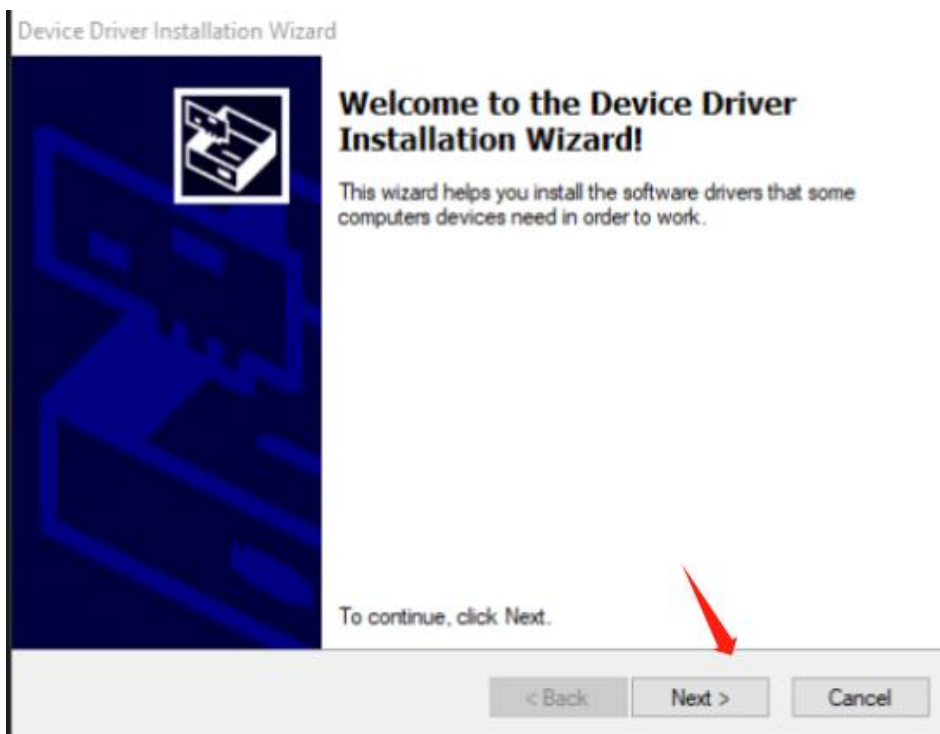 Device Driver Installation Wizard
Welcome to the Device Driver
Installation Wizard!
This wizard helps you install the software drivers that some
computers devices need in order to work.
To continue, click Next.
< Back
Next >
Cancel